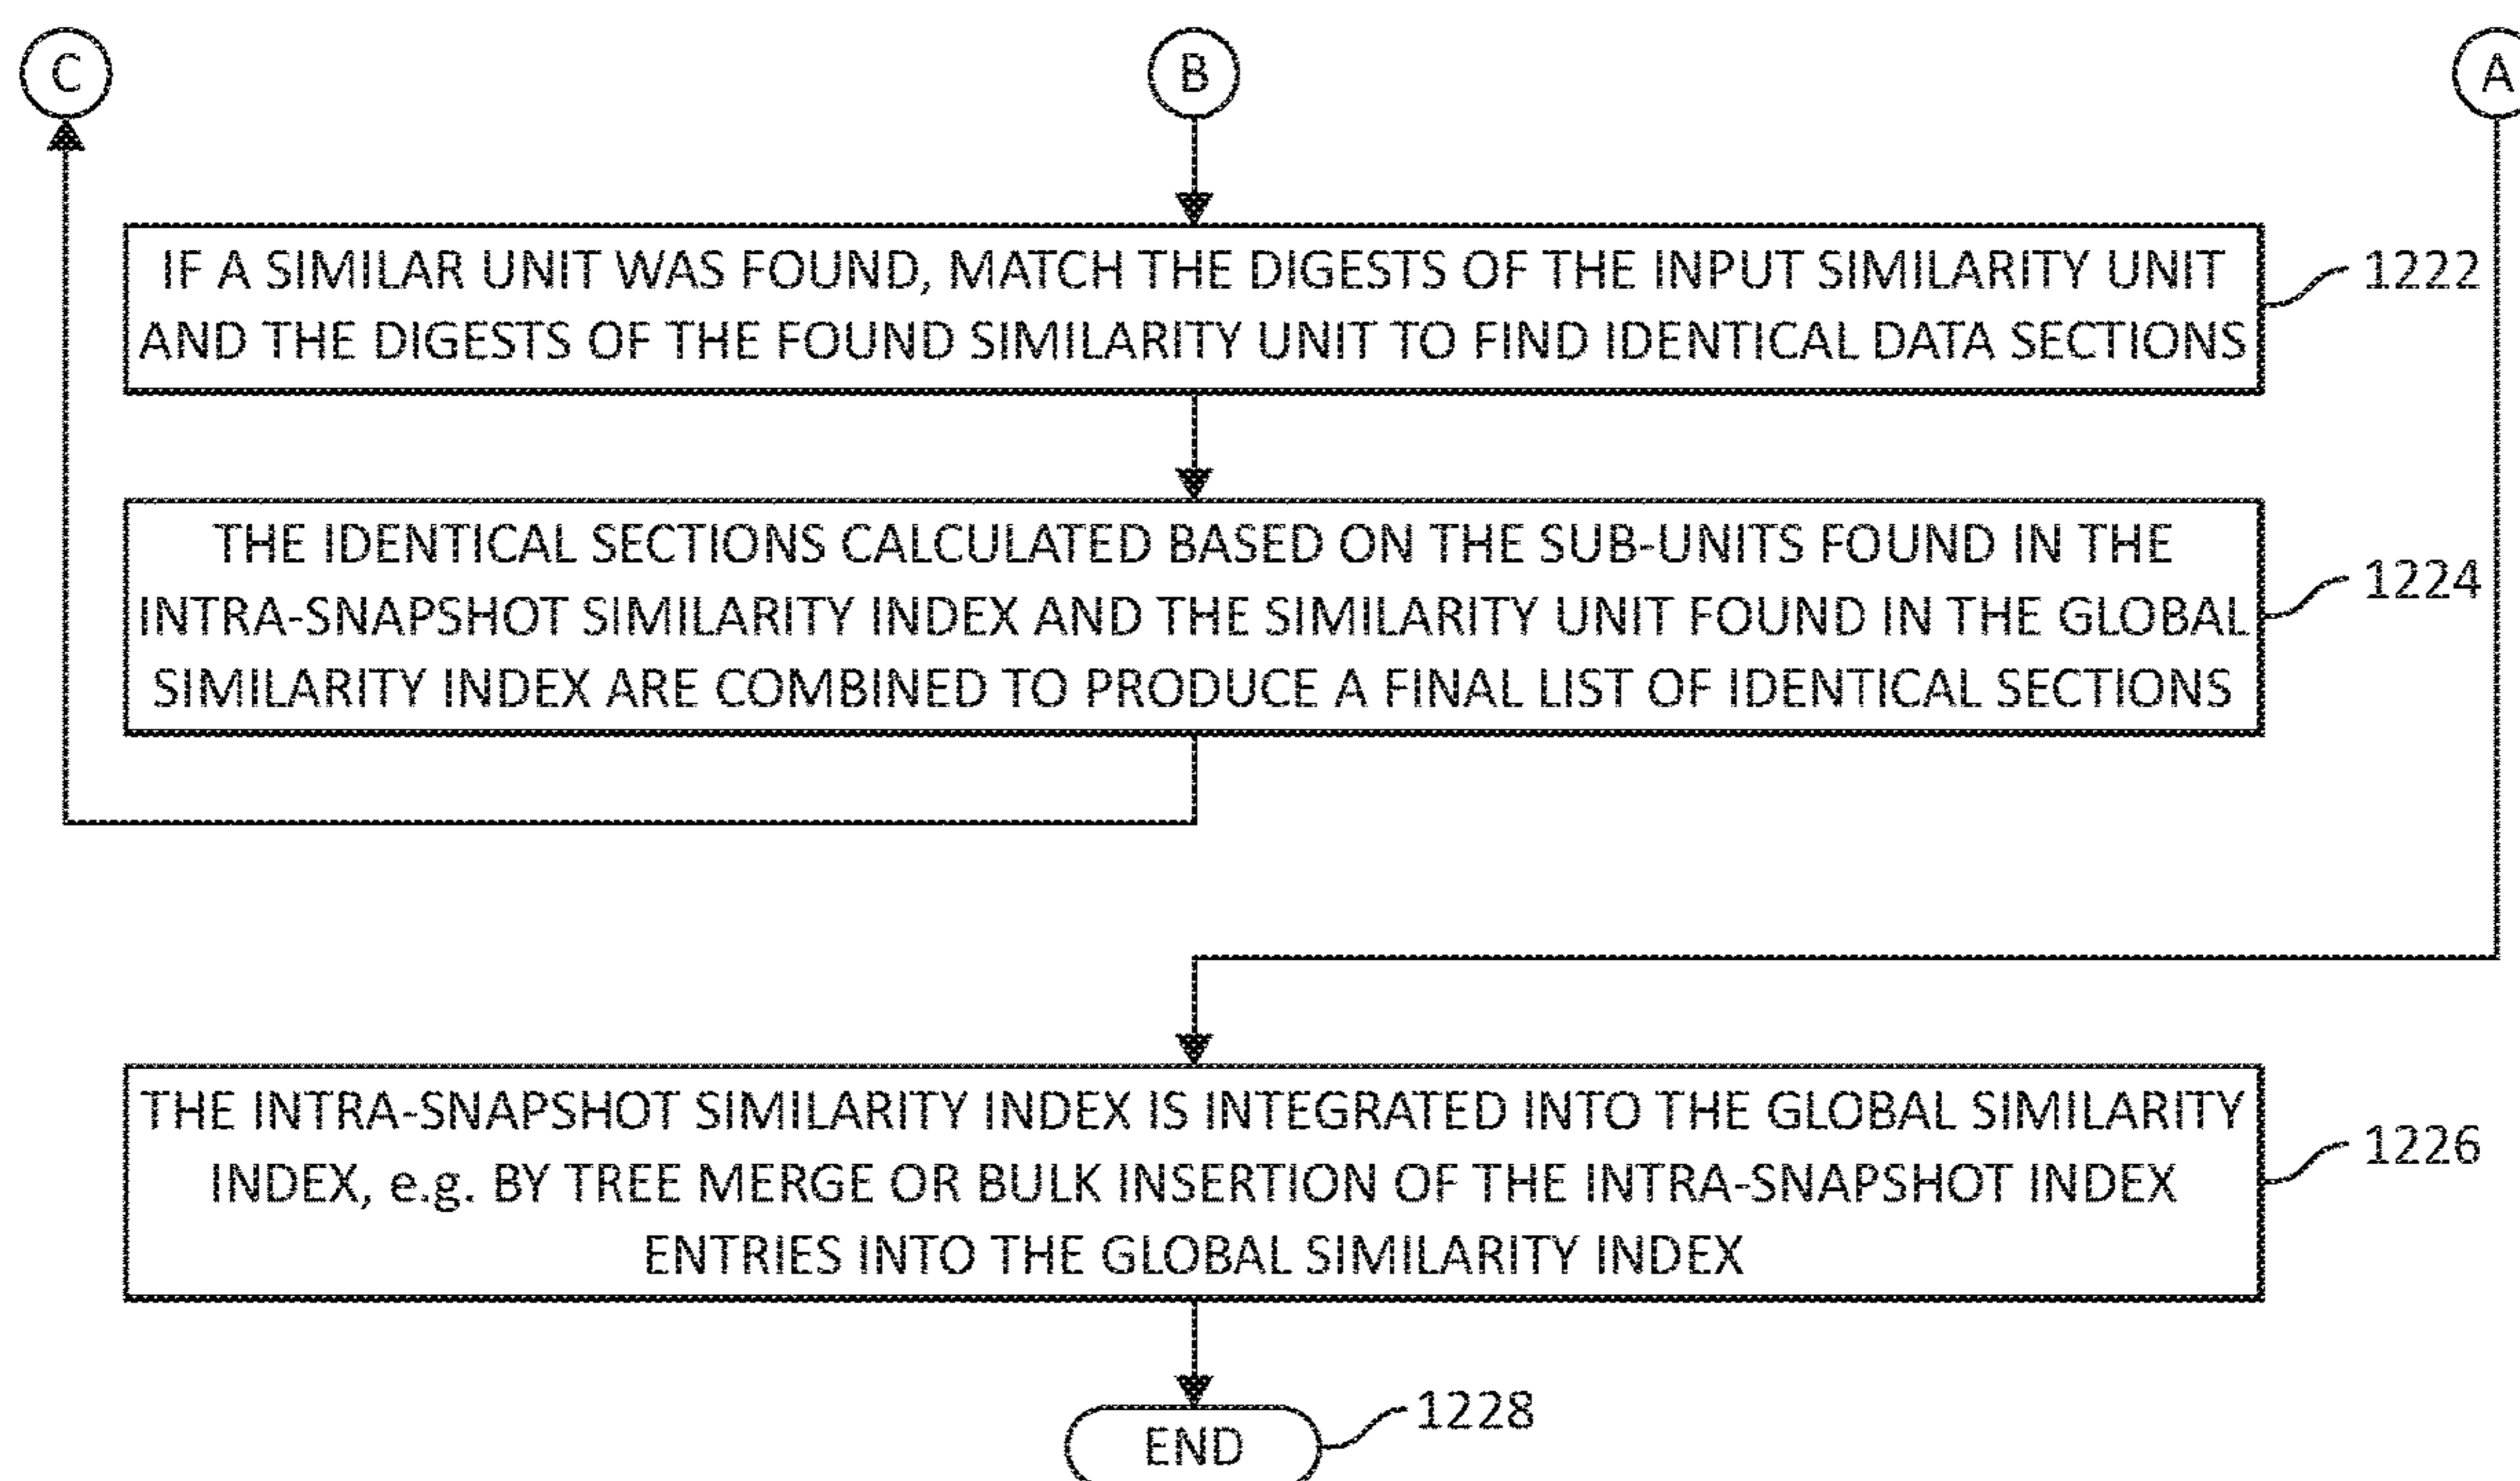 C
B
A
IF A SIMILAR UNIT WAS FOUND, MATCH THE DIGESTS OF THE INPUT SIMILARITY UNIT
AND THE DIGESTS OF THE FOUND SIMILARITY UNIT TO FIND IDENTICAL DATA SECTIONS
1222
THE IDENTICAL SECTIONS CALCULATED BASED ON THE SUB-UNITS FOUND IN THE
INTRA-SNAPSHOT SIMILARITY INDEX AND THE SIMILARITY UNIT FOUND IN THE GLOBAL
SIMILARITY INDEX ARE COMBINED TO PRODUCE A FINAL LIST OF IDENTICAL SECTIONS
1224
THE INTRA-SNAPSHOT SIMILARITY INDEX IS INTEGRATED INTO THE GLOBAL SIMILARITY
INDEX, e.g. BY TREE MERGE OR BULK INSERTION OF THE INTRA-SNAPSHOT INDEX
ENTRIES INTO THE GLOBAL SIMILARITY INDEX
1226
END
1228